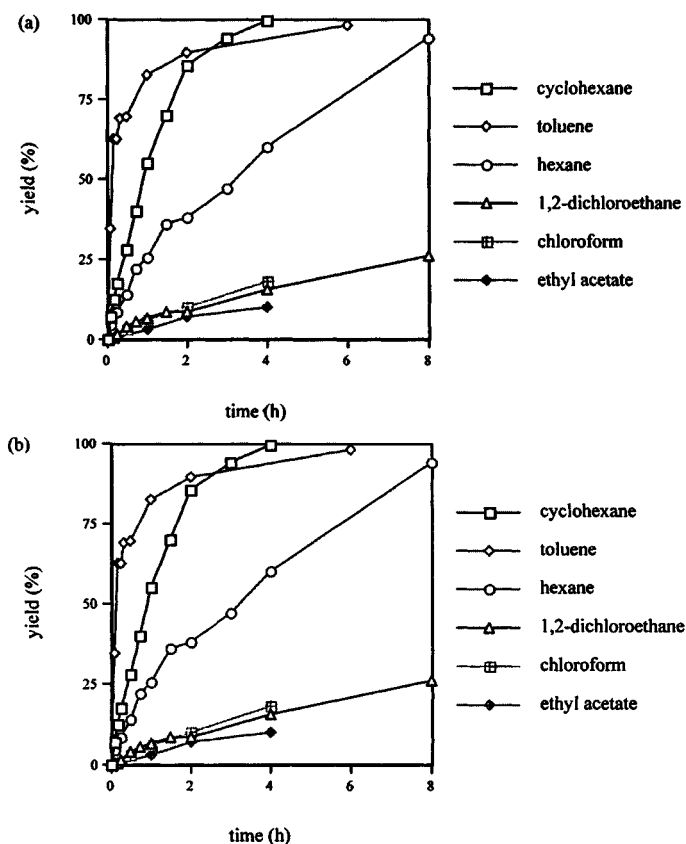 (a)
100
75
50
25
0
yield (%)
0 2 4 6 8
time (h)
cyclohexane
toluene
hexane
1,2-dichloroethane
chloroform
ethyl acetate
(b)
100
75
50
25
0
yield (%)
0 2 4 6 8
time (h)
cyclohexane
toluene
hexane
1,2-dichloroethane
chloroform
ethyl acetate